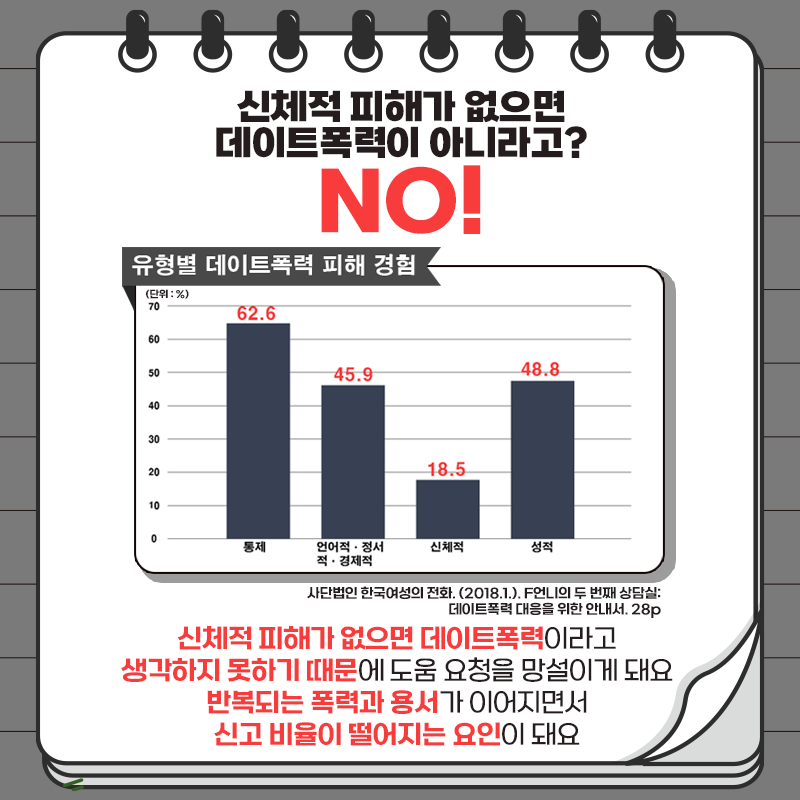 신체적 피해가 없으면
데이트폭력이 아니라고?
NO!
유형별 데이트폭력 피해 경험
(단위 : %)
70
60
50
40
30
20
10
0
62.6
45.9
18.5
48.8
통제
언어적 · 정서
적 · 경제적
신체적
성적
사단법인 한국여성의 전화. (2018.1.). F언니의 두 번째 상담실:
데이트폭력 대응을 위한 안내서. 28p
신체적 피해가 없으면 데이트폭력이라고
생각하지 못하기 때문에 도움 요청을 망설이게 돼요
반복되는 폭력과 용서가 이어지면서
신고 비율이 떨어지는 요인이 돼요